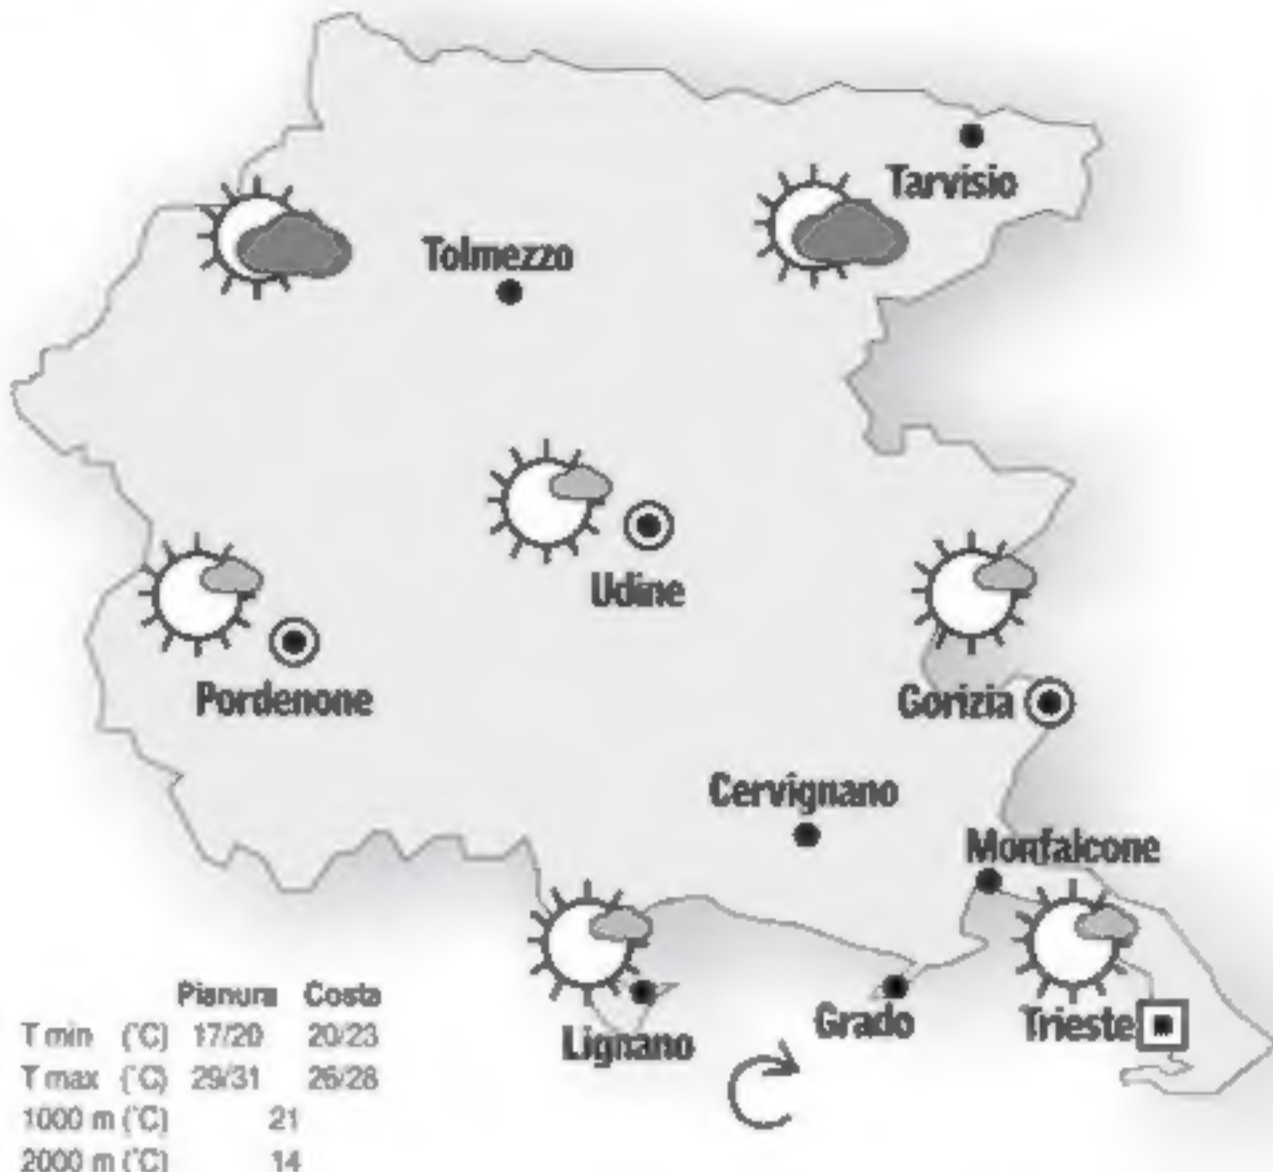 Tarvisio
Tolmezzo
Udine
Pordenone
Gorizia
Cervignano
Monfalcone
Lignano
Grado
Trieste
Pianura Costa
T min (°C) 17/20 20/23
T max (°C) 29/31 26/28
1000 m (°C) 21
2000 m (°C) 14